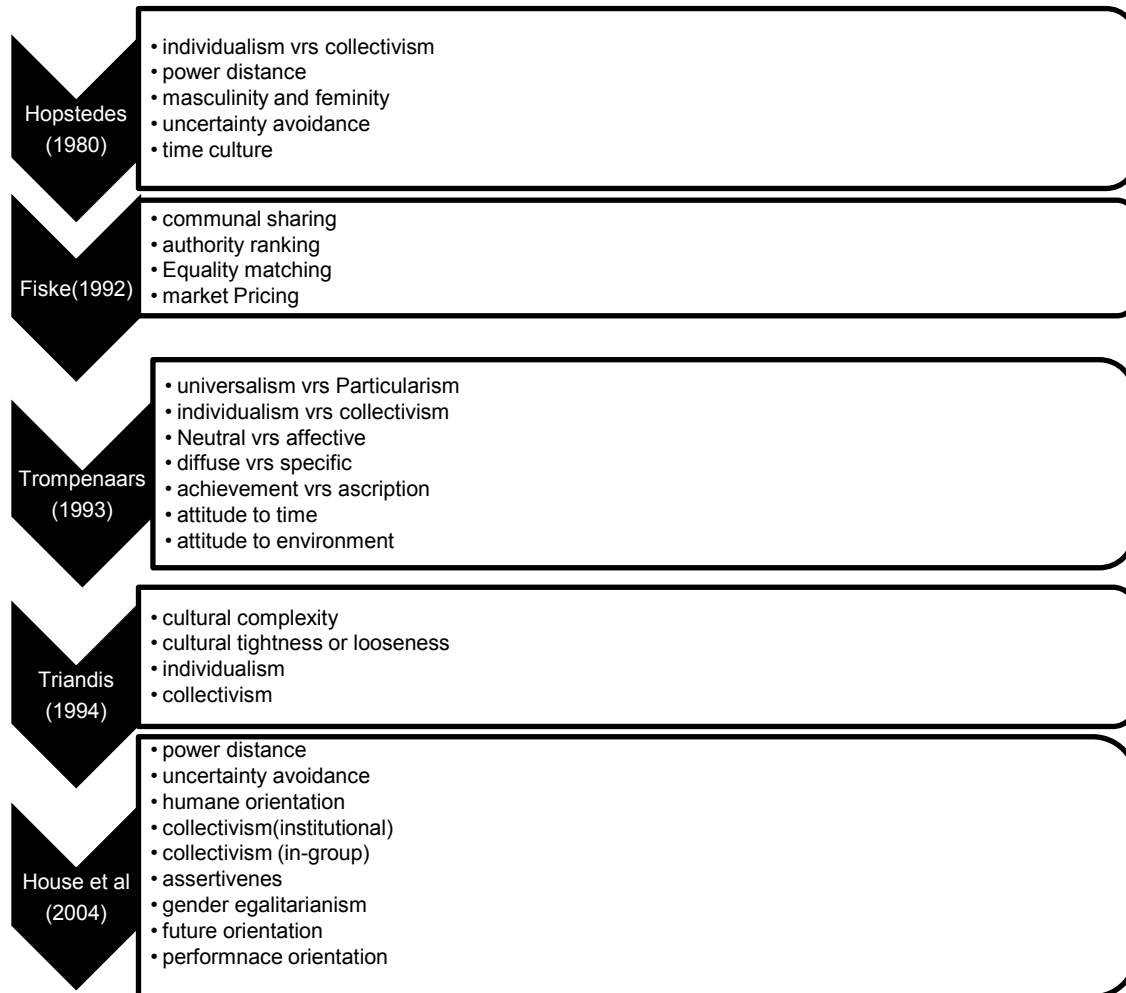 Hopstedes
(1980)
• individualism vrs collectivism
• power distance
• masculinity and feminity
• uncertainty avoidance
• time culture
Fiske(1992)
• communal sharing
• authority ranking
• Equality matching
• market Pricing
Trompenaars
(1993)
• universalism vrs Particularism
• individualism vrs collectivism
• Neutral vrs affective
• diffuse vrs specific
• achievement vrs ascription
• attitude to time
• attitude to environment
Triandis
(1994)
• cultural complexity
• cultural tightness or looseness
• individualism
• collectivism
House et al
(2004)
• power distance
• uncertainty avoidance
• humane orientation
• collectivism(institutional)
• collectivism (in-group)
• assertivenes
• gender egalitarianism
• future orientation
• performnace orientation